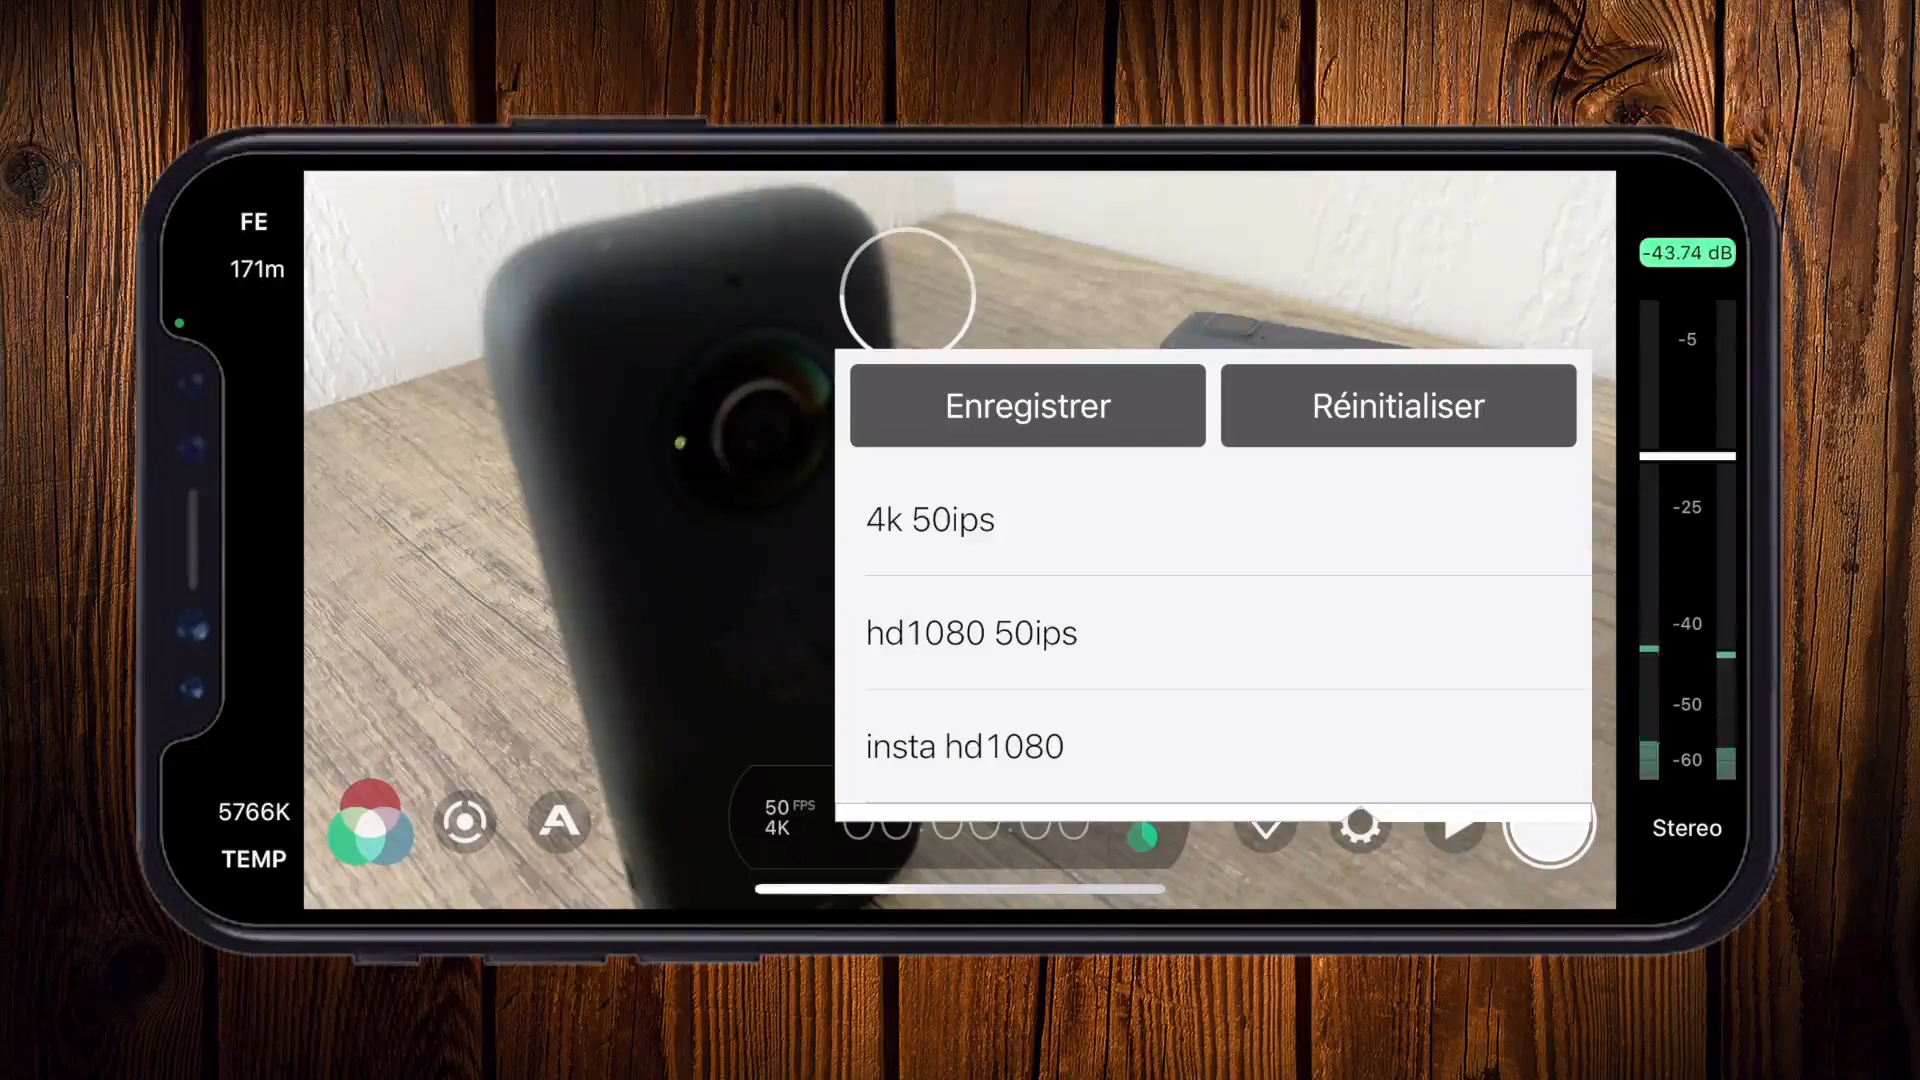 FE
171m
-43.74 dB
-5
Enregistrer
Réinitialiser
-25
4k 50ips
hd1080 50ips
-40
-50
insta hd1080
-60
5766K
50 FPS
4K
TEMP
A
Stereo